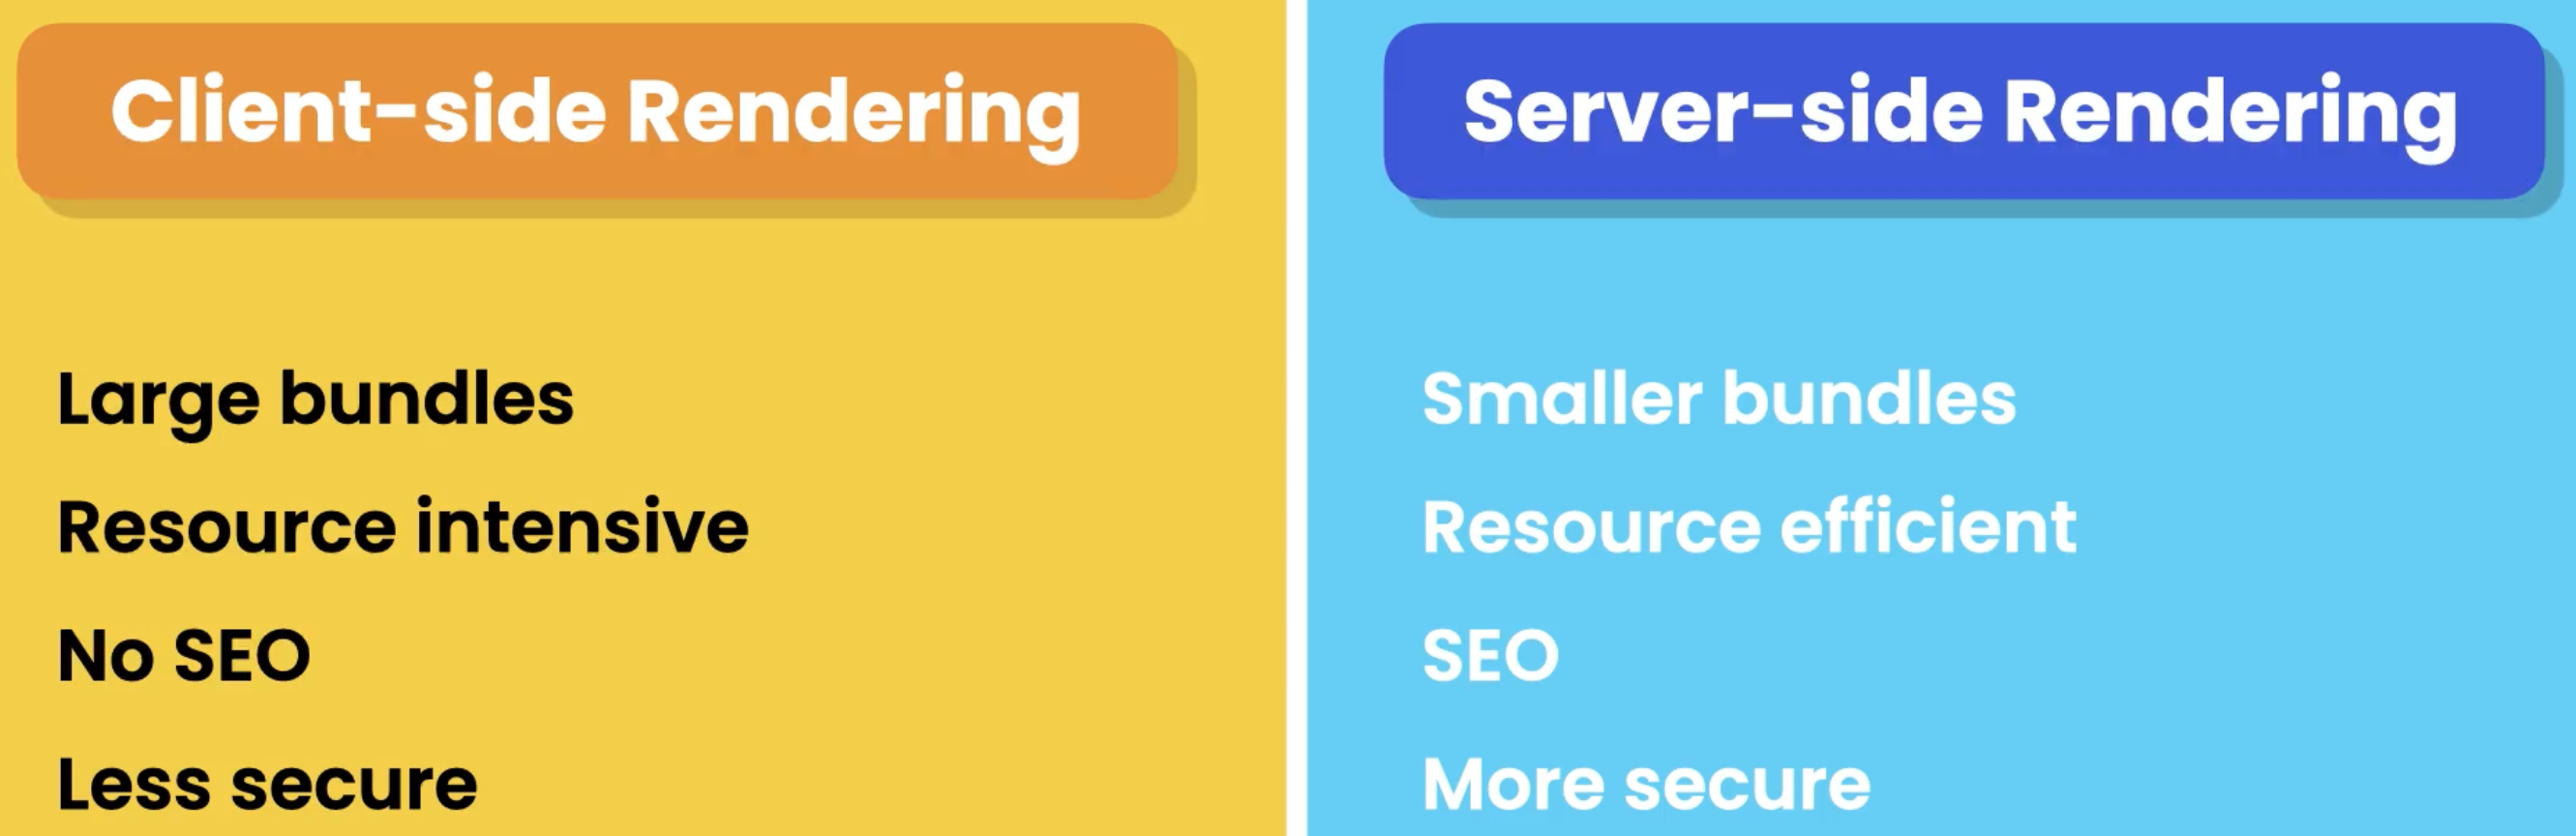 Client-side Rendering
Large bundles
Resource intensive
No SEO
Less secure
Server-side Rendering
Smaller bundles
Resource efficient
SEO
More secure